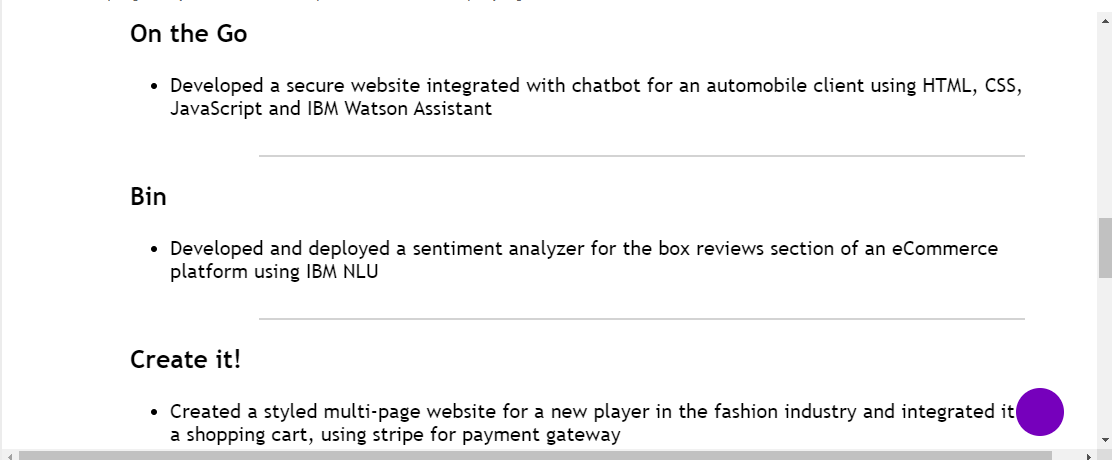 On the Go
• Developed a secure website integrated with chatbot for an automobile client using HTML, CSS,
JavaScript and IBM Watson Assistant
Bin
• Developed and deployed a sentiment analyzer for the box reviews section of an eCommerce
platform using IBM NLU
Create it!
• Created a styled multi-page website for a new player in the fashion industry and integrated it
a shopping cart, using stripe for payment gateway